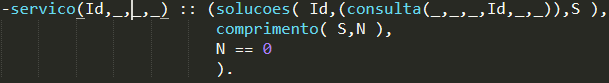 -servico(Id,_,_,_) :: (solucoes( Id,(consulta(_,_,_,Id,_,_)),S ),
comprimento( S,N ),
N == 0
).